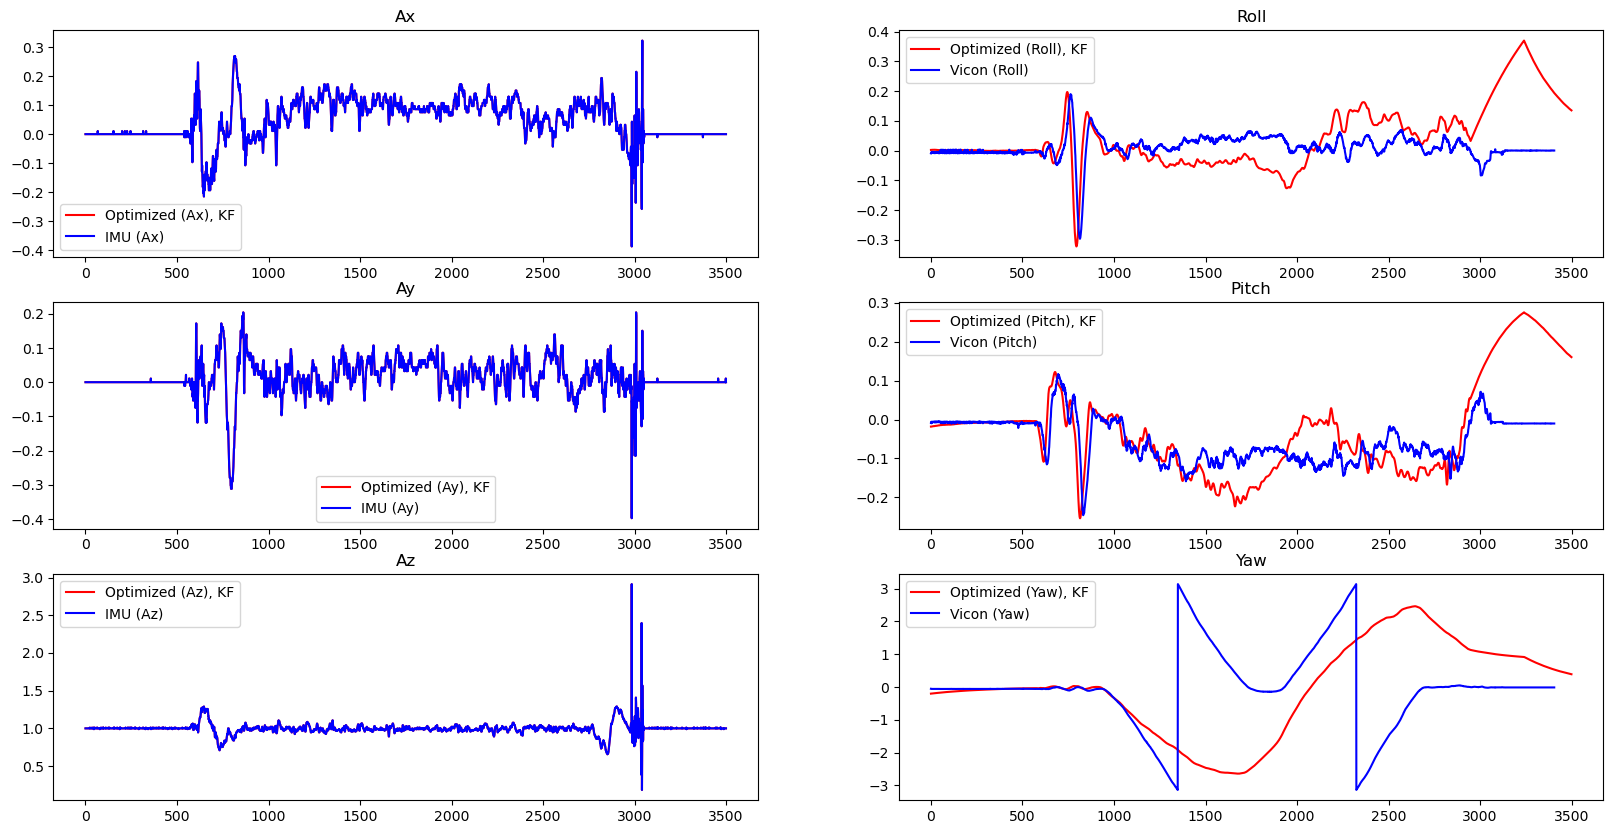 Ax
0.3
0.2
0.1
0.0
−0.1
−0.2
−0.3
−0.4
Optimized (Ax), KF
IMU (Ax)
0 500 1000 1500 2000 2500 3000 3500
Roll
0.4
0.3
0.2
0.1
0.0
−0.1
−0.2
−0.3
Optimized (Roll), KF
Vicon (Roll)
0 500 1000 1500 2000 2500 3000 3500
Ay
0.2
0.1
0.0
−0.1
−0.2
−0.3
−0.4
Optimized (Ay), KF
IMU (Ay)
0 500 1000 1500 2000 2500 3000 3500
Pitch
0.3
0.2
0.1
0.0
−0.1
−0.2
Optimized (Pitch), KF
Vicon (Pitch)
0 500 1000 1500 2000 2500 3000 3500
Az
3.0
2.5
2.0
1.5
1.0
0.5
Optimized (Az), KF
IMU (Az)
0 500 1000 1500 2000 2500 3000 3500
Yaw
3
2
1
0
−1
−2
−3
Optimized (Yaw), KF
Vicon (Yaw)
0 500 1000 1500 2000 2500 3000 3500